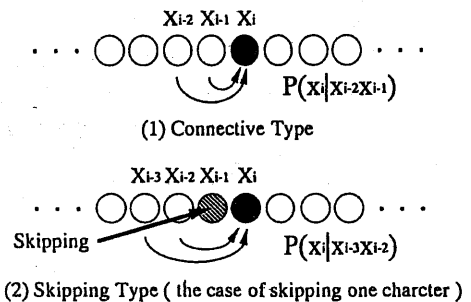 Xi-2 Xi-1 Xi
P(Xi|Xi-2Xi-1)
(1) Connective Type
Xi-3 Xi-2 Xi-1 Xi
Skipping
P(Xi|Xi-3Xi-2)
(2) Skipping Type ( the case of skipping one charcter )